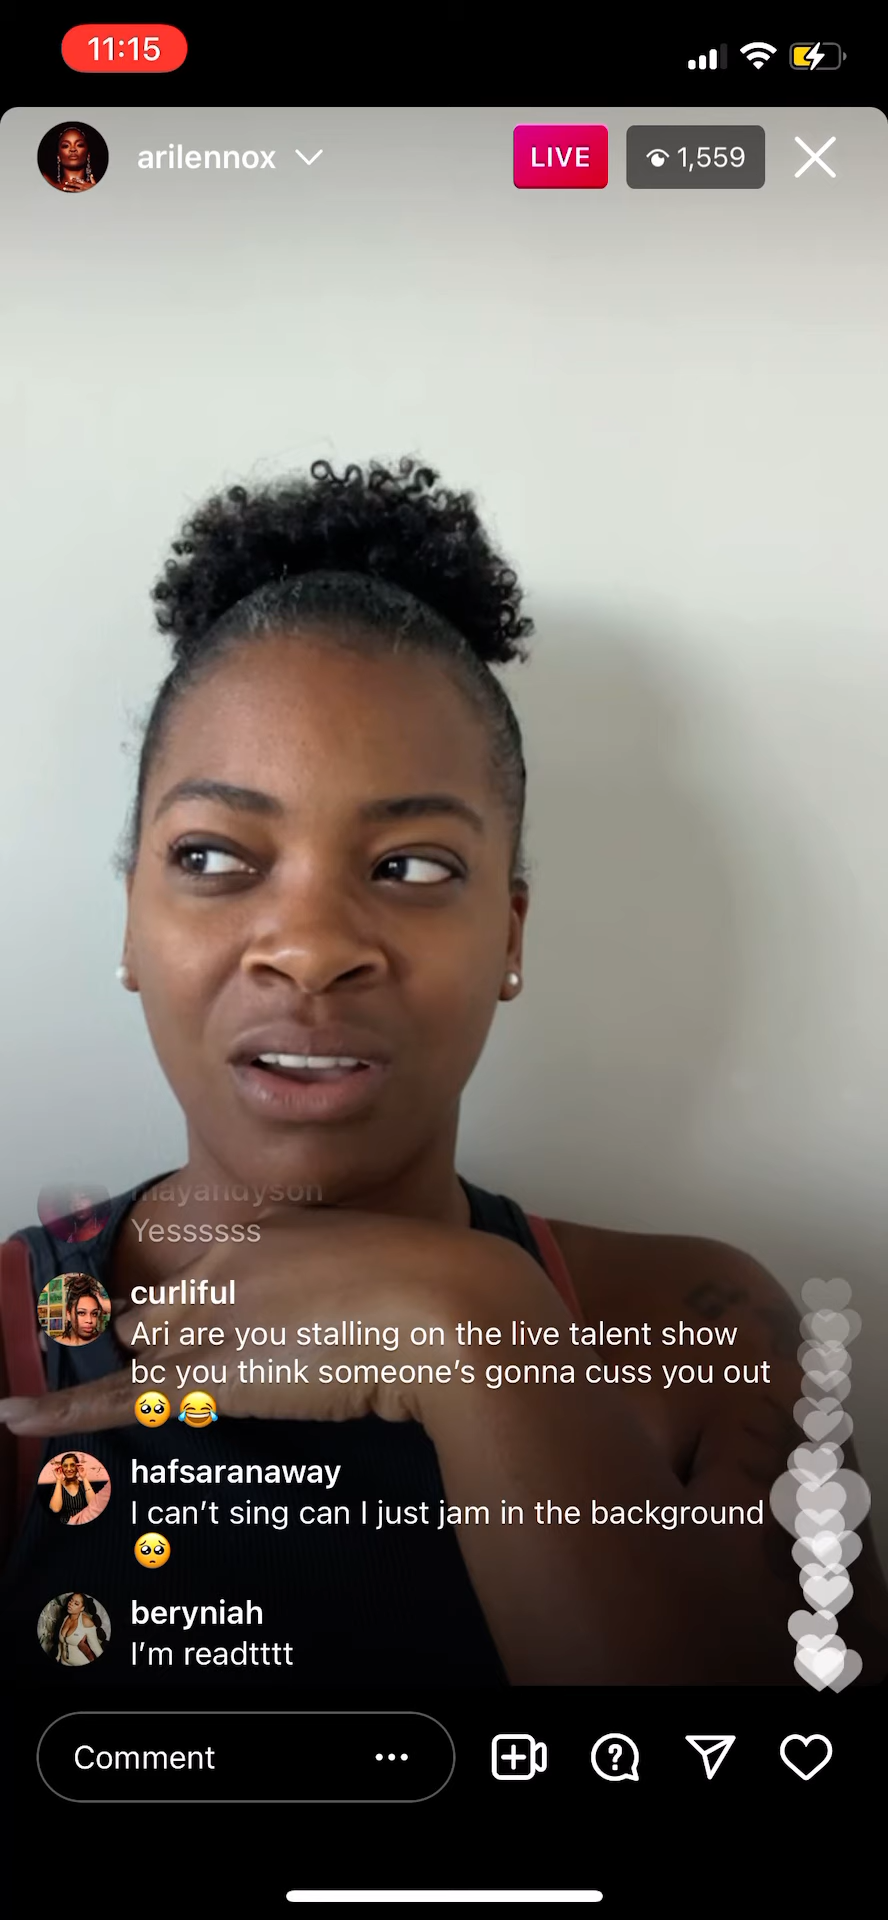 11:15
arilennox
LIVE
1,559
mayandyson
Yessssss
curliful
Ari are you stalling on the live talent show
bc you think someone’s gonna cuss you out
🥺😂
hafsaranaway
I can’t sing can I just jam in the background
🥺
beryniah
I’m readtttt
Comment